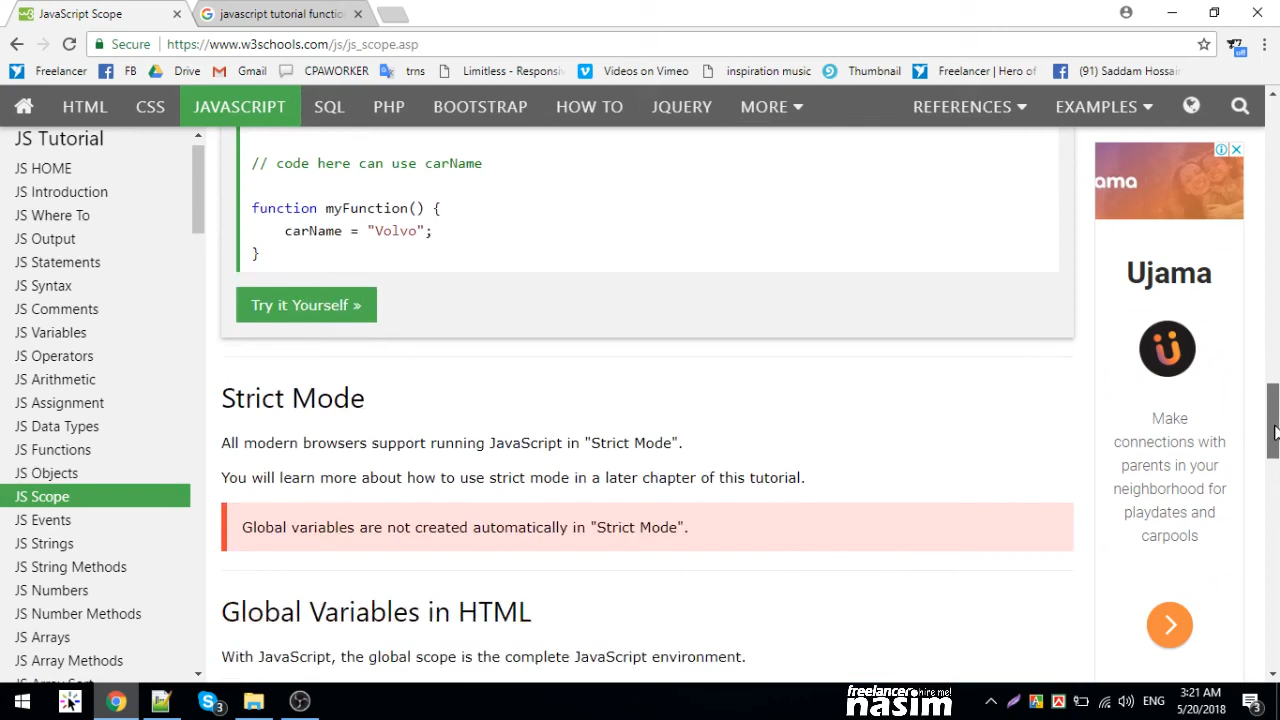 JavaScript Scope
javascript tutorial functio
Secure
https://www.w3schools.com/js/js_scope.asp
Freelancer
FB
Drive
Gmail
CPAWORKER
trns
Limitless - Responsiv
Videos on Vimeo
inspiration music
Thumbnail
Freelancer | Hero of
(91) Saddam Hossai
HTML
CSS
JAVASCRIPT
SQL
PHP
BOOTSTRAP
HOW TO
JQUERY
MORE
REFERENCES
EXAMPLES
JS Tutorial
JS HOME
JS Introduction
JS Where To
JS Output
JS Statements
JS Syntax
JS Comments
JS Variables
JS Operators
JS Arithmetic
JS Assignment
JS Data Types
JS Functions
JS Objects
JS Scope
JS Events
JS Strings
JS String Methods
JS Numbers
JS Number Methods
JS Arrays
JS Array Methods
JS Array Sort
// code here can use carName
function myFunction() {
carName = "Volvo";
}
Try it Yourself »
Strict Mode
All modern browsers support running JavaScript in "Strict Mode".
You will learn more about how to use strict mode in a later chapter of this tutorial.
Global variables are not created automatically in "Strict Mode".
Global Variables in HTML
With JavaScript, the global scope is the complete JavaScript environment.
ama
Ujama
Make
connections with
parents in your
neighborhood for
playdates and
carpools
freelancer hire me!
nasim
ENG
3:21 AM
5/20/2018
3
3